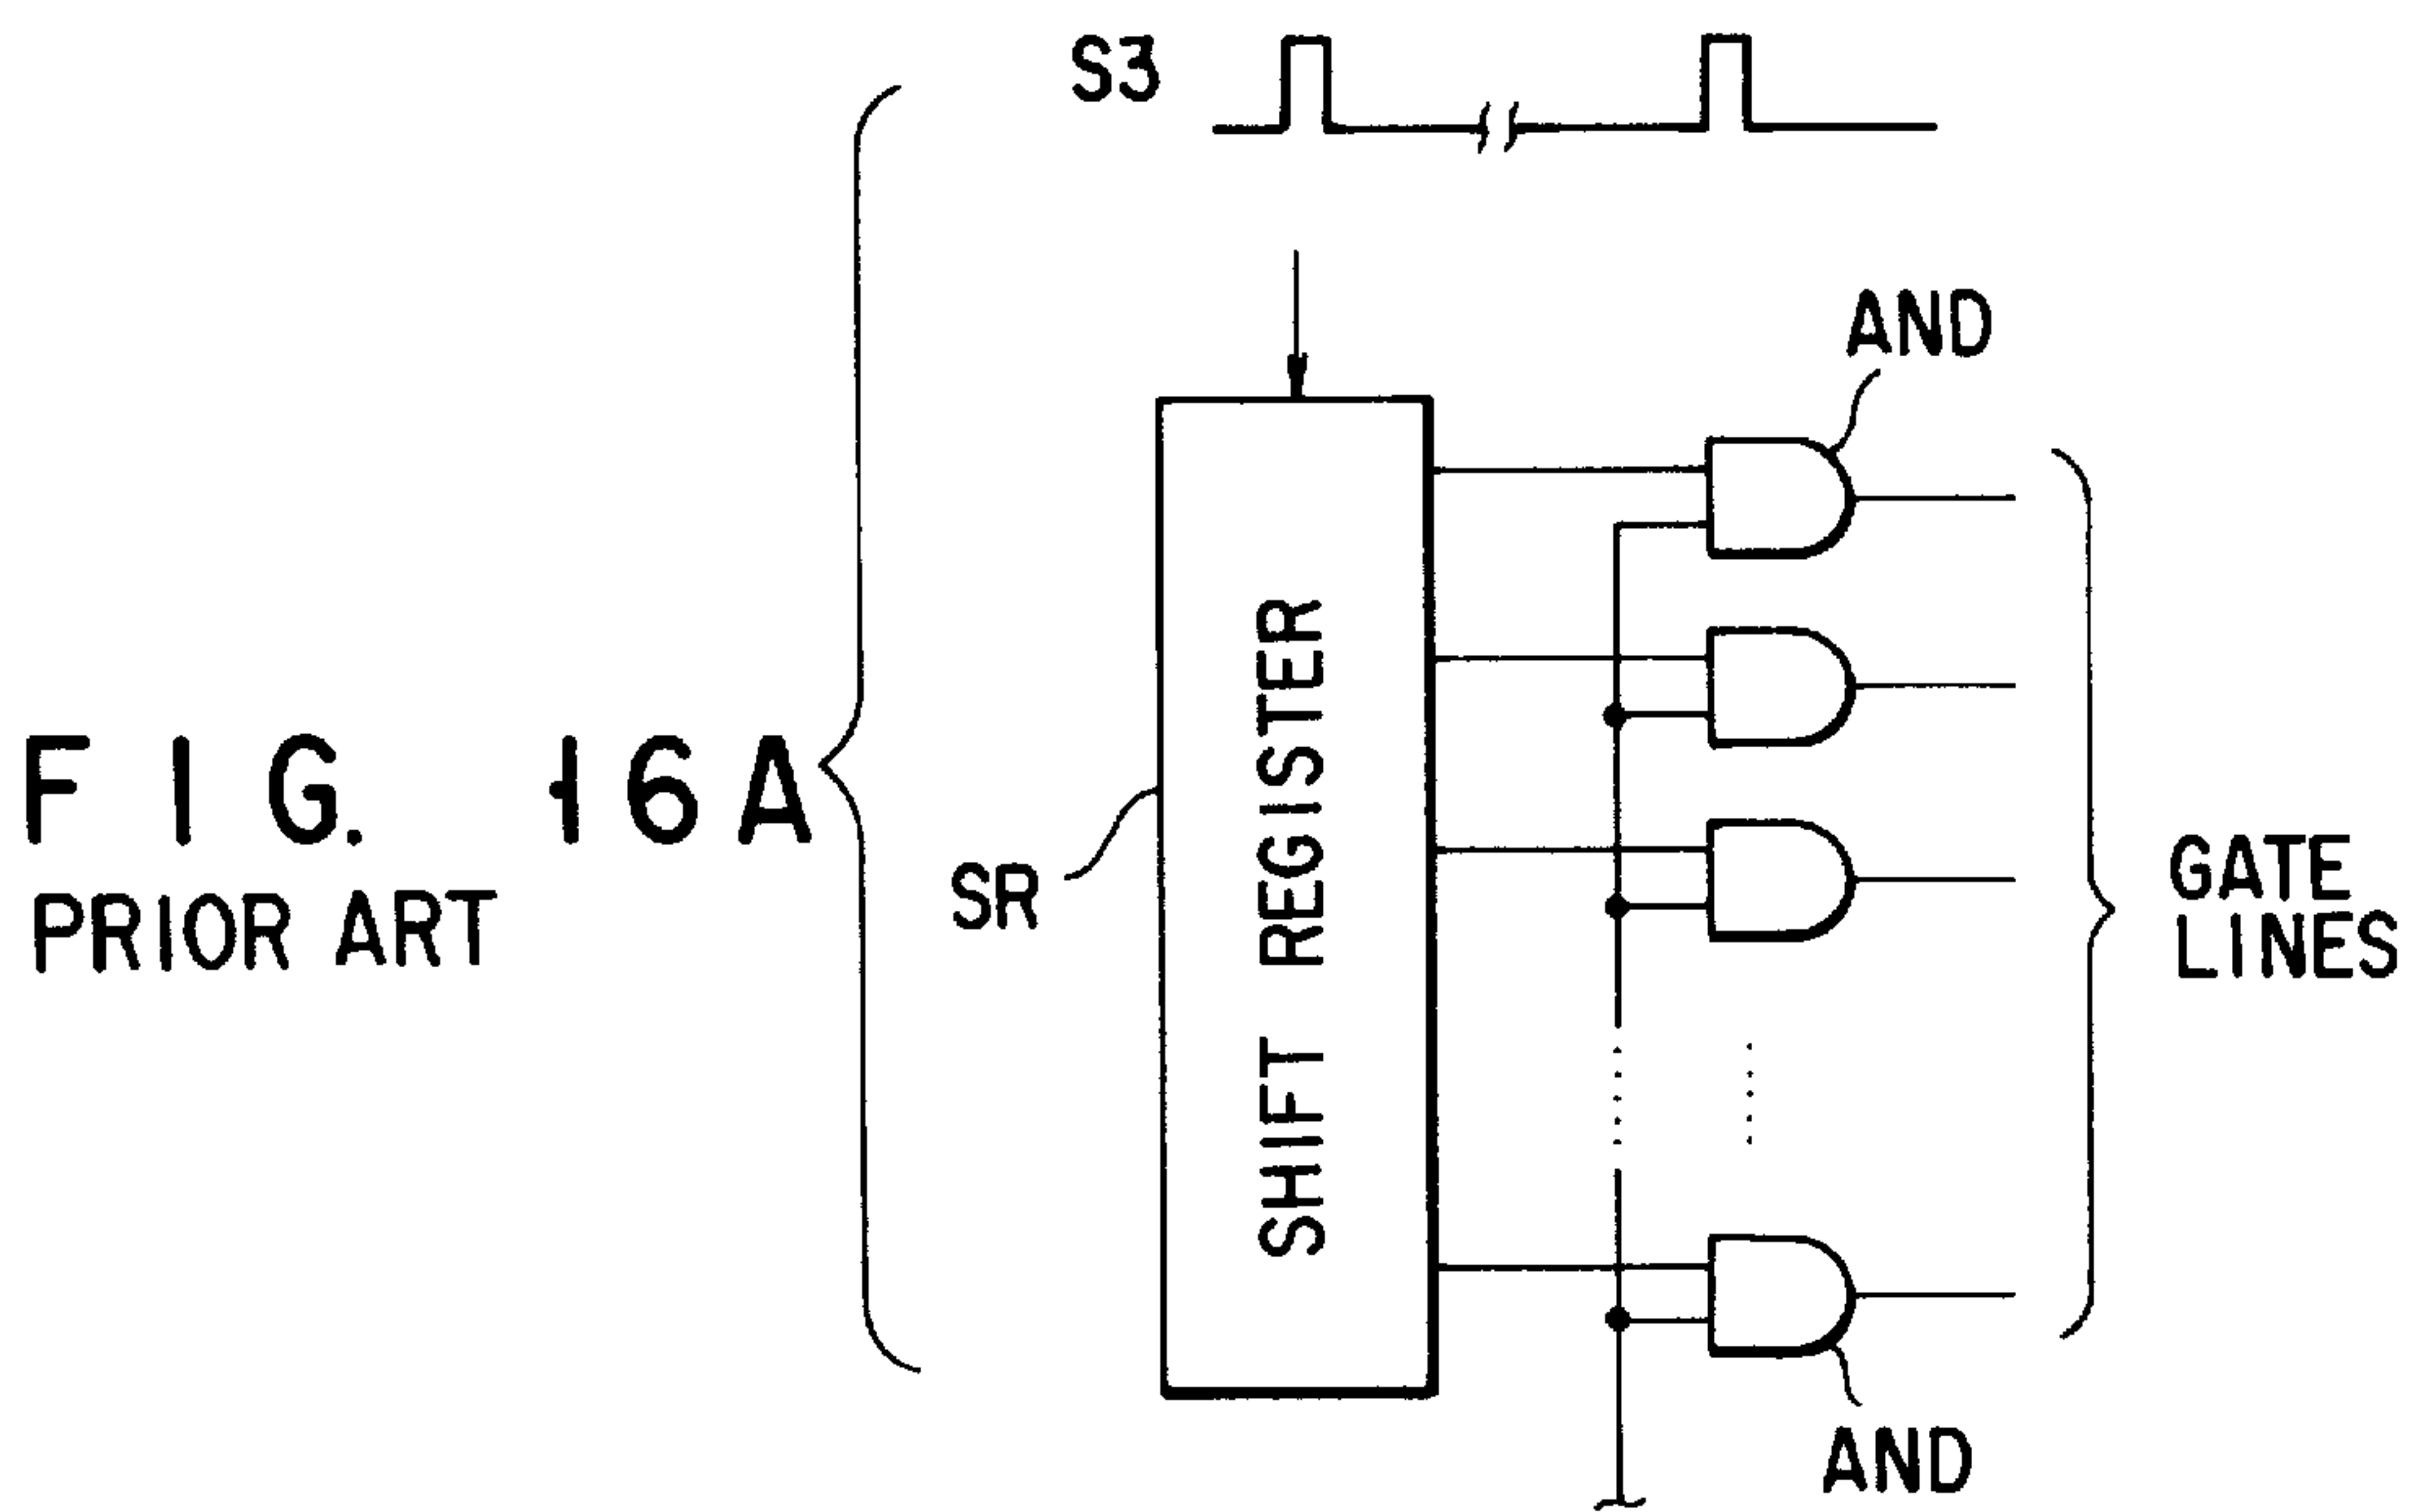 S3
AND
FIG. 16A
PRIOR ART
SR
SHIFT REGISTER
GATE
LINES
AND